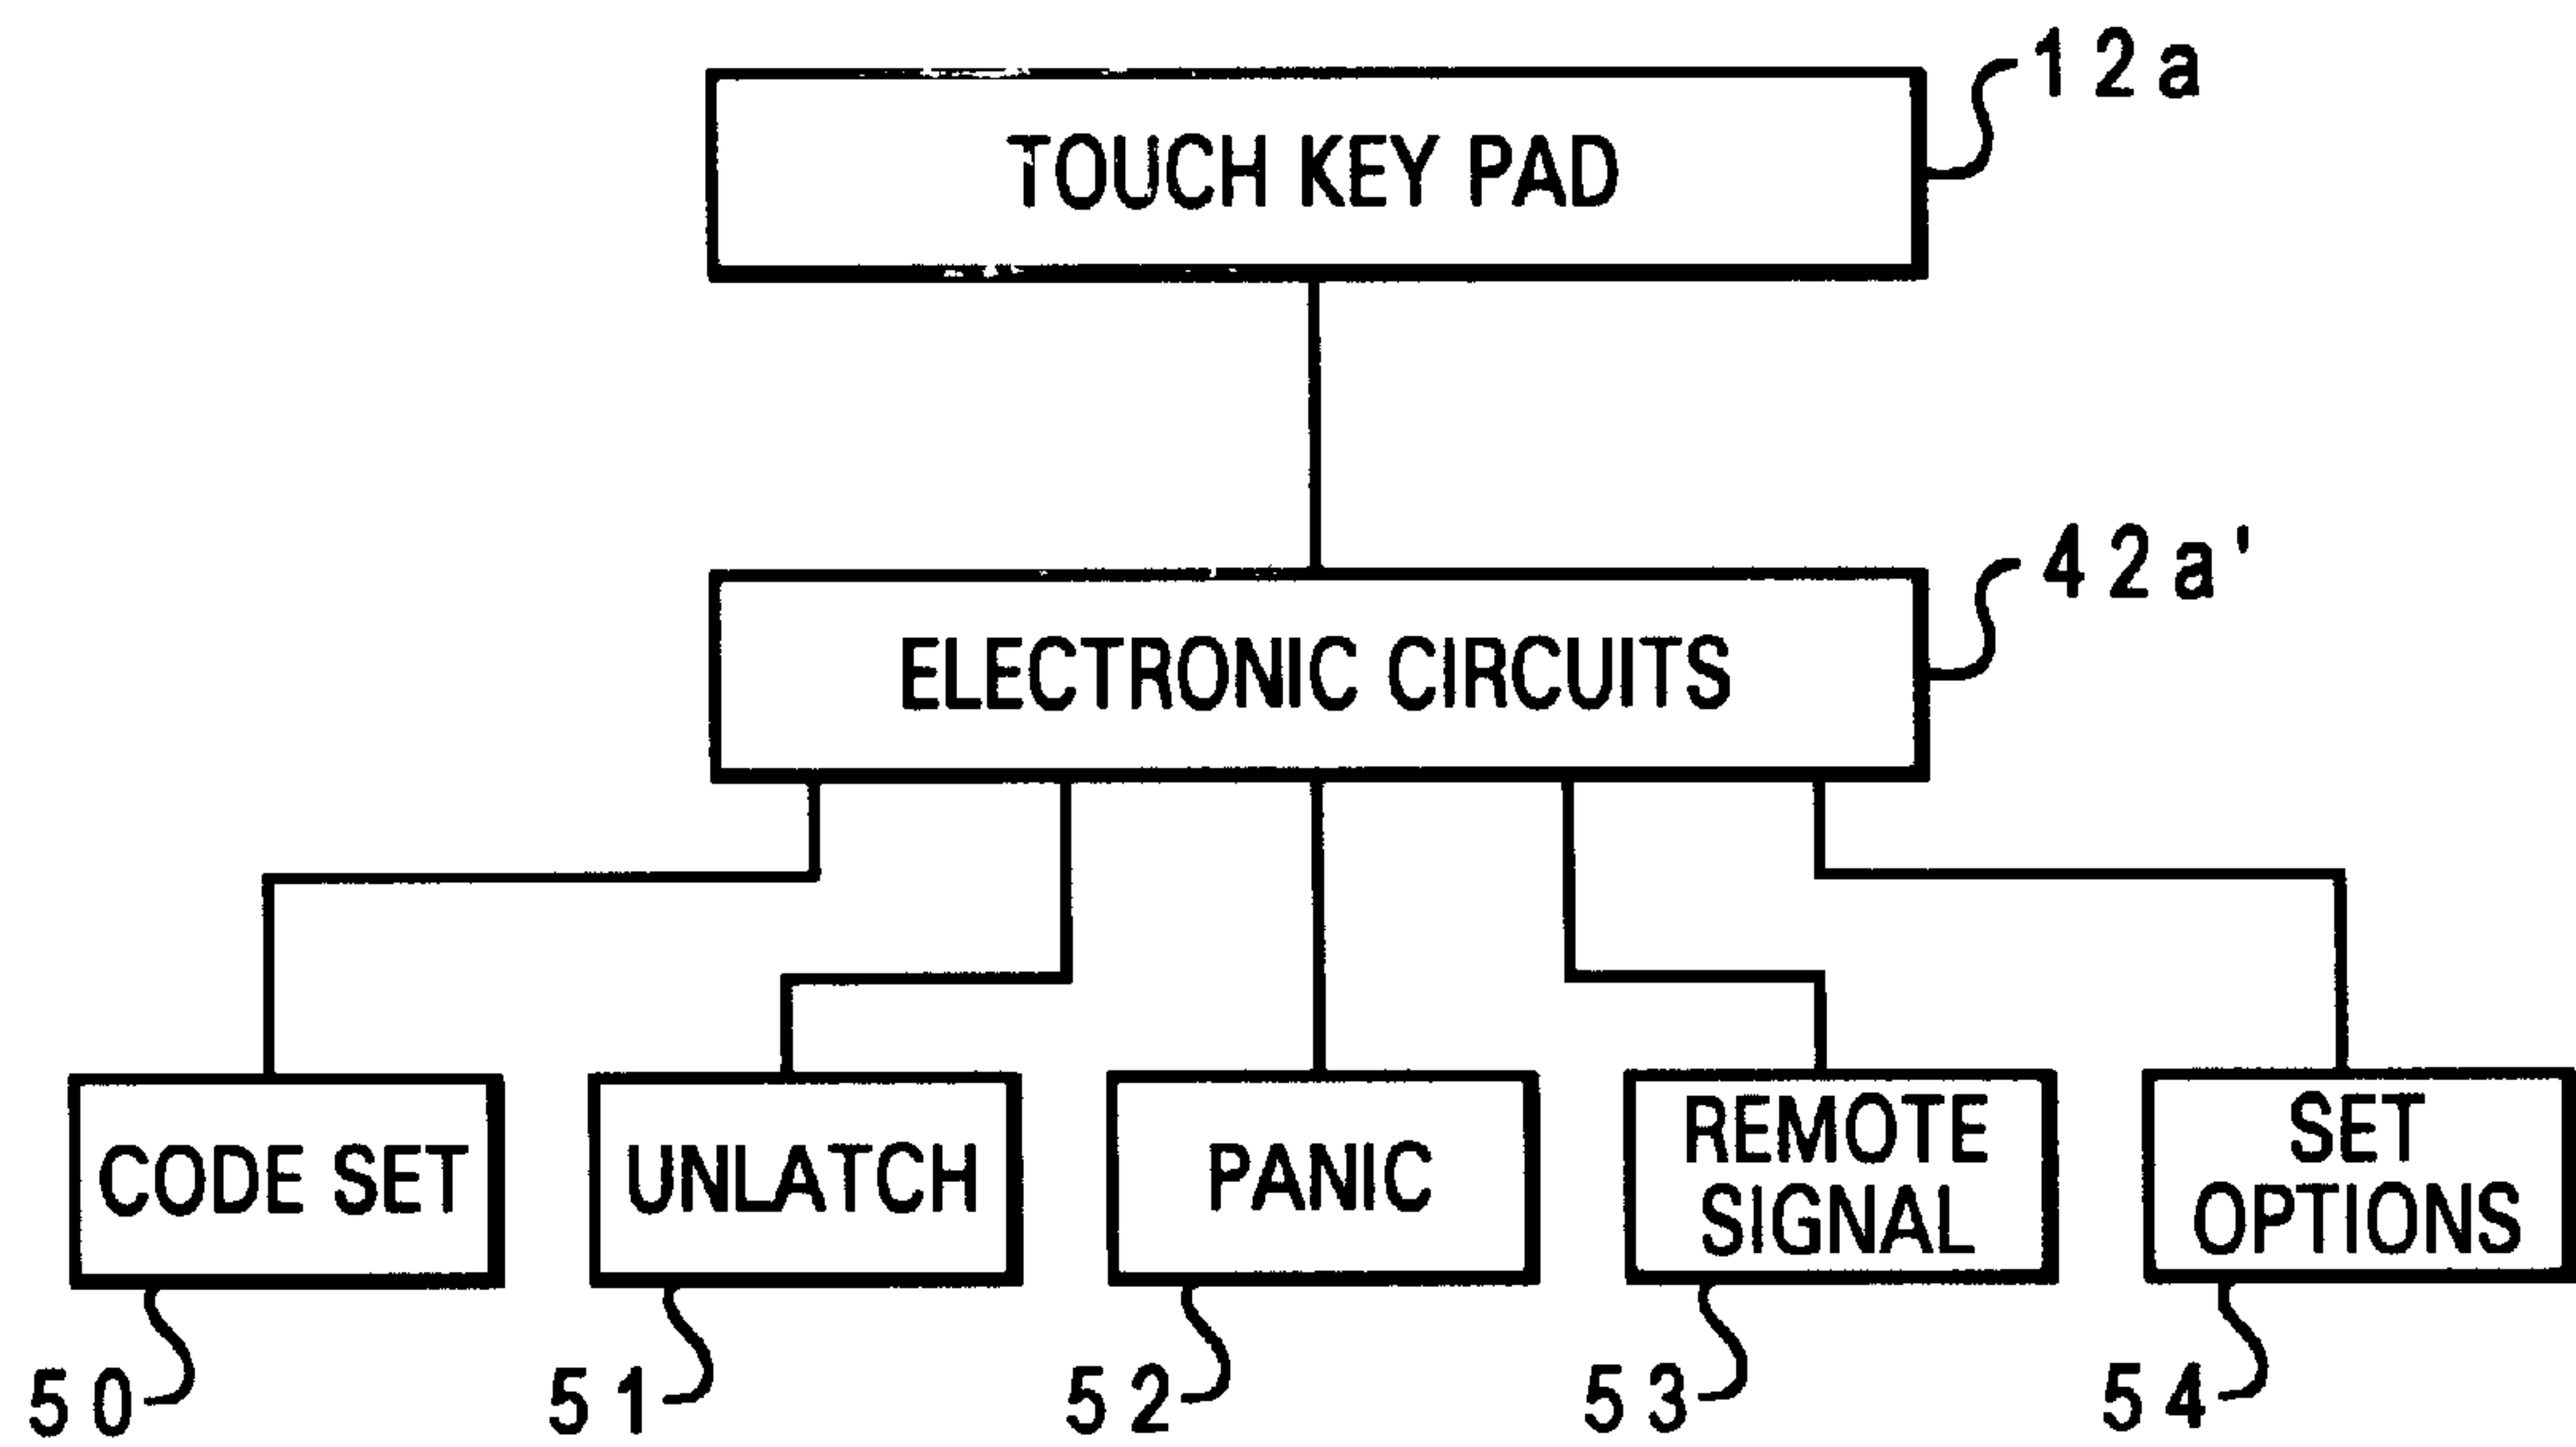 12a
TOUCH KEY PAD
42a'
ELECTRONIC CIRCUITS
CODE SET
UNLATCH
PANIC
REMOTE
SIGNAL
SET
OPTIONS
50
51
52
53
54